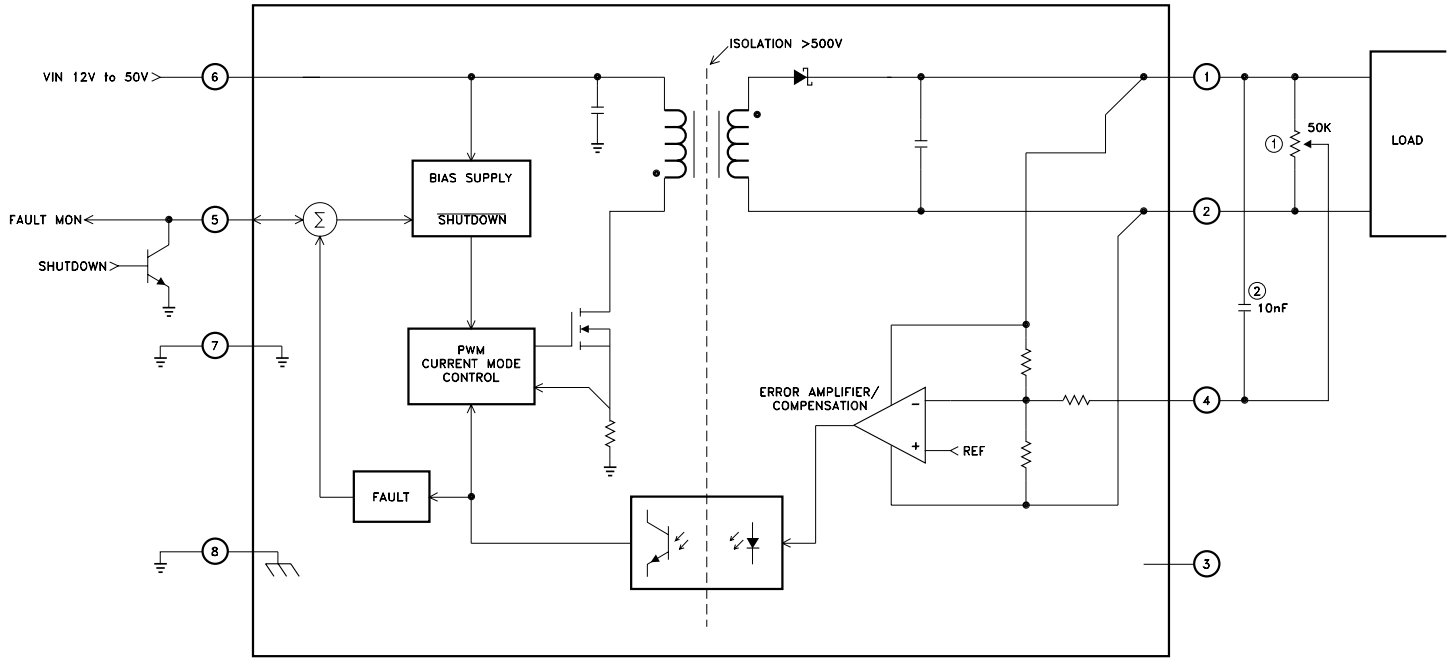 ISOLATION >500V
VIN 12V to 50V
6
1
50K
1
LOAD
BIAS SUPPLY
SHUTDOWN
FAULT MON
5
Σ
2
SHUTDOWN
2
10nF
7
PWM
CURRENT MODE
CONTROL
ERROR AMPLIFIER/
COMPENSATION
−
4
+
REF
FAULT
8
3